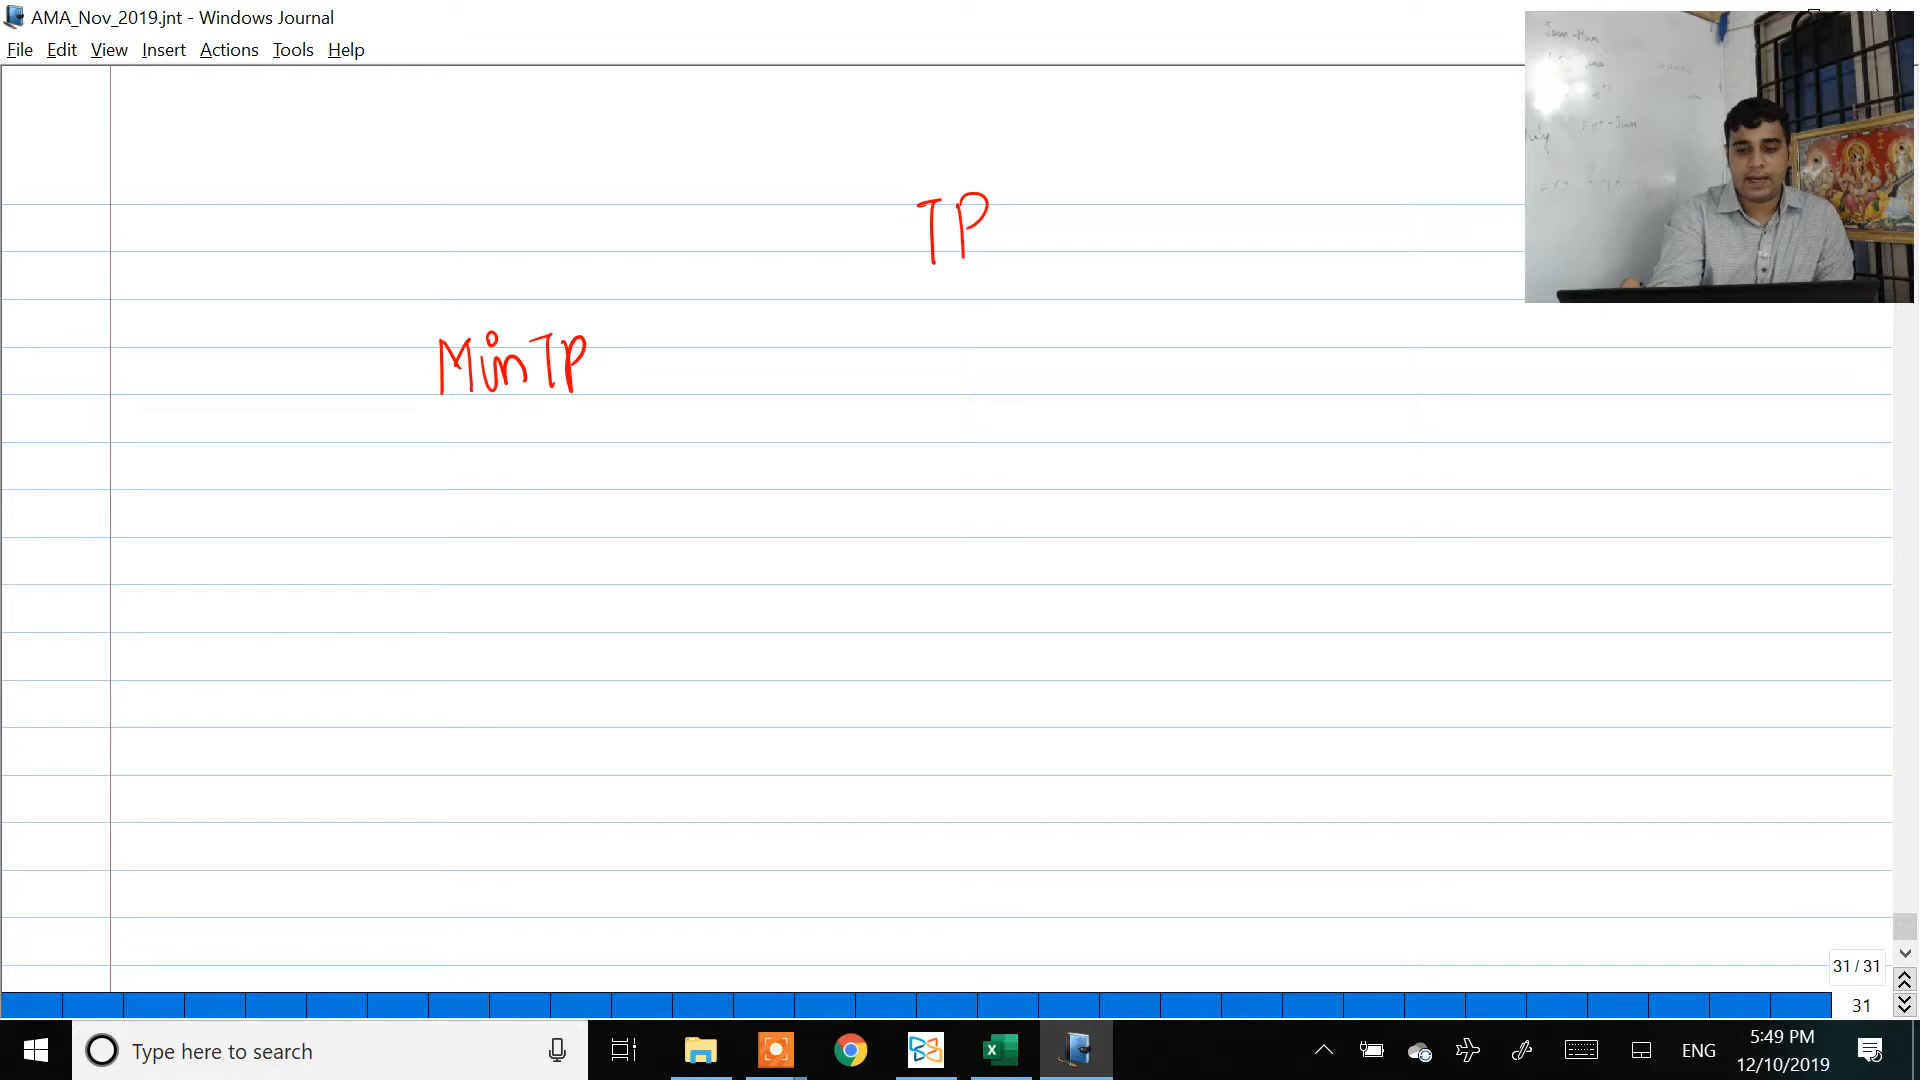 AMA_Nov_2019.jnt - Windows Journal
File Edit View Insert Actions Tools Help
TP
Min TP
31 / 31
31
Type here to search
ENG
5:49 PM
12/10/2019